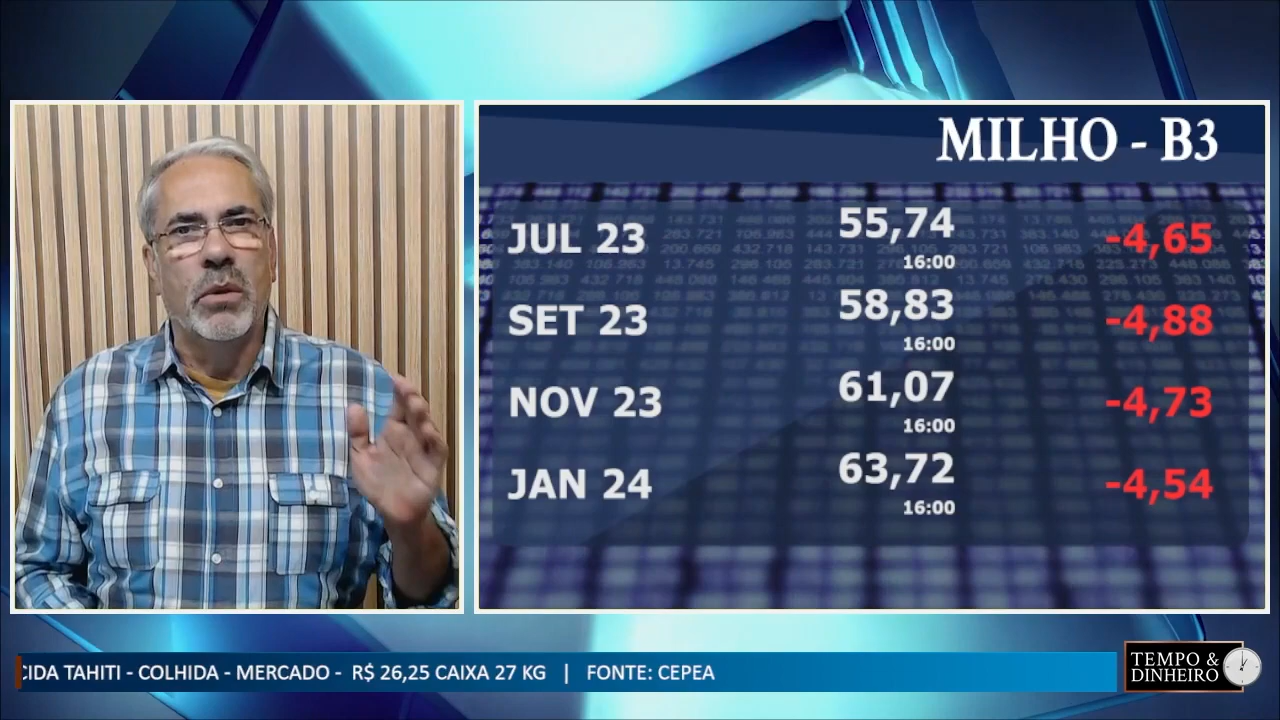 MILHO - B3
JUL 23 55,74 -4,65
16:00
SET 23 58,83 -4,88
16:00
NOV 23 61,07 -4,73
16:00
JAN 24 63,72 -4,54
16:00
TAHITI - COLHIDA - MERCADO - R$ 26,25 CAIXA 27 KG | FONTE: CEPEA
TEMPO &
DINHEIRO